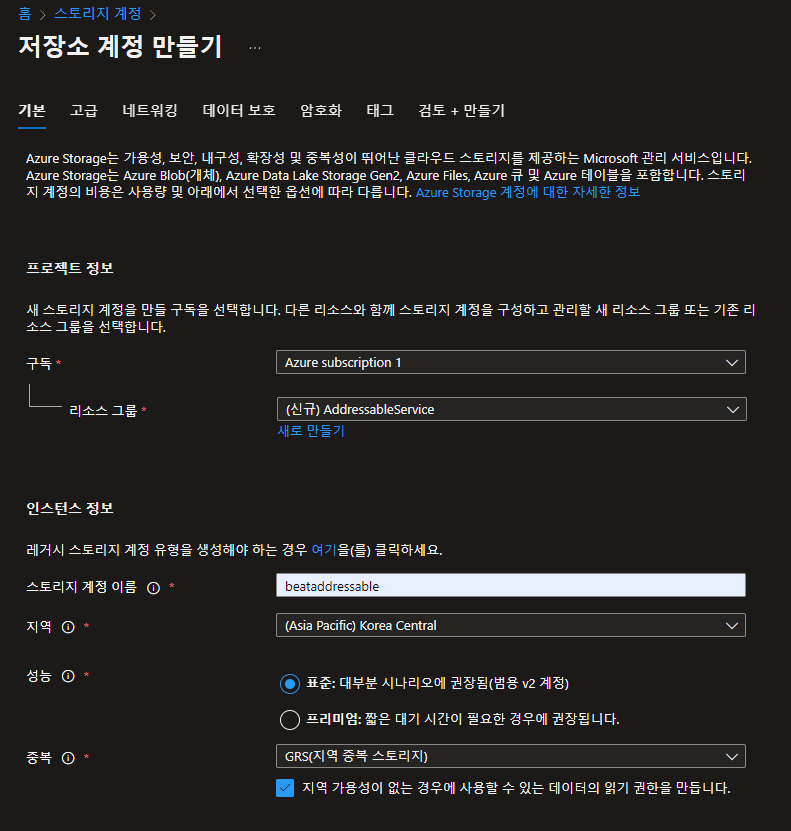 홈 > 스토리지 계정 >
저장소 계정 만들기 ...
기본 고급 네트워킹 데이터 보호 암호화 태그 검토 + 만들기
Azure Storage는 가용성, 보안, 내구성, 확장성 및 중복성이 뛰어난 클라우드 스토리지를 제공하는 Microsoft 관리 서비스입니다.
Azure Storage는 Azure Blob(개체), Azure Data Lake Storage Gen2, Azure Files, Azure 큐 및 Azure 테이블을 포함합니다. 스토리
지 계정의 비용은 사용량 및 아래에서 선택한 옵션에 따라 다릅니다. Azure Storage 계정에 대한 자세한 정보
프로젝트 정보
새 스토리지 계정을 만들 구독을 선택합니다. 다른 리소스와 함께 스토리지 계정을 구성하고 관리할 새 리소스 그룹 또는 기존 리
소스 그룹을 선택합니다.
구독 * Azure subscription 1
리소스 그룹 * (신규) AddressableService
새로 만들기
인스턴스 정보
레거시 스토리지 계정 유형을 생성해야 하는 경우 여기을(를) 클릭하세요.
스토리지 계정 이름 * beataddressable
지역 * (Asia Pacific) Korea Central
성능 * 표준: 대부분 시나리오에 권장됨(범용 v2 계정)
프리미엄: 짧은 대기 시간이 필요한 경우에 권장됩니다.
중복 * GRS(지역 중복 스토리지)
지역 가용성이 없는 경우에 사용할 수 있는 데이터의 읽기 권한을 만듭니다.